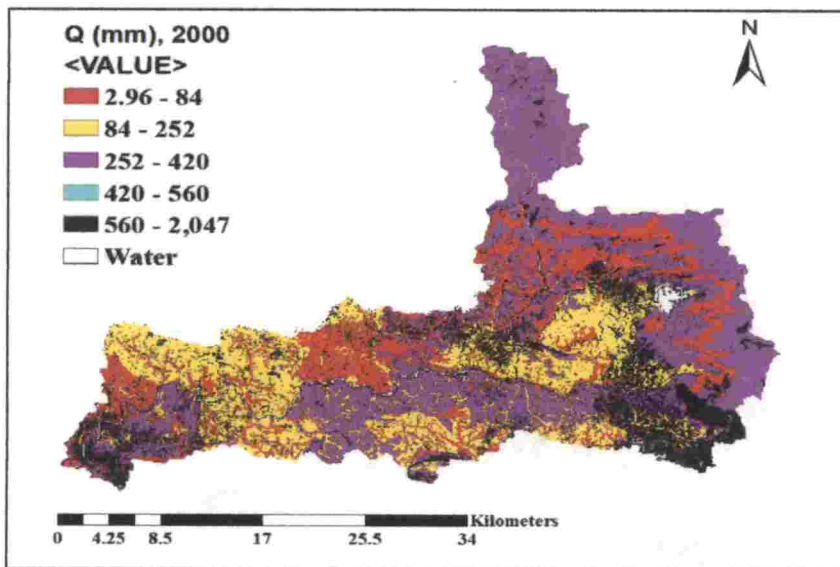 Q (mm), 2000
<VALUE>
2.96 - 84
84 - 252
252 - 420
420 - 560
560 - 2,047
Water
N
Kilometers
0 4.25 8.5 17 25.5 34